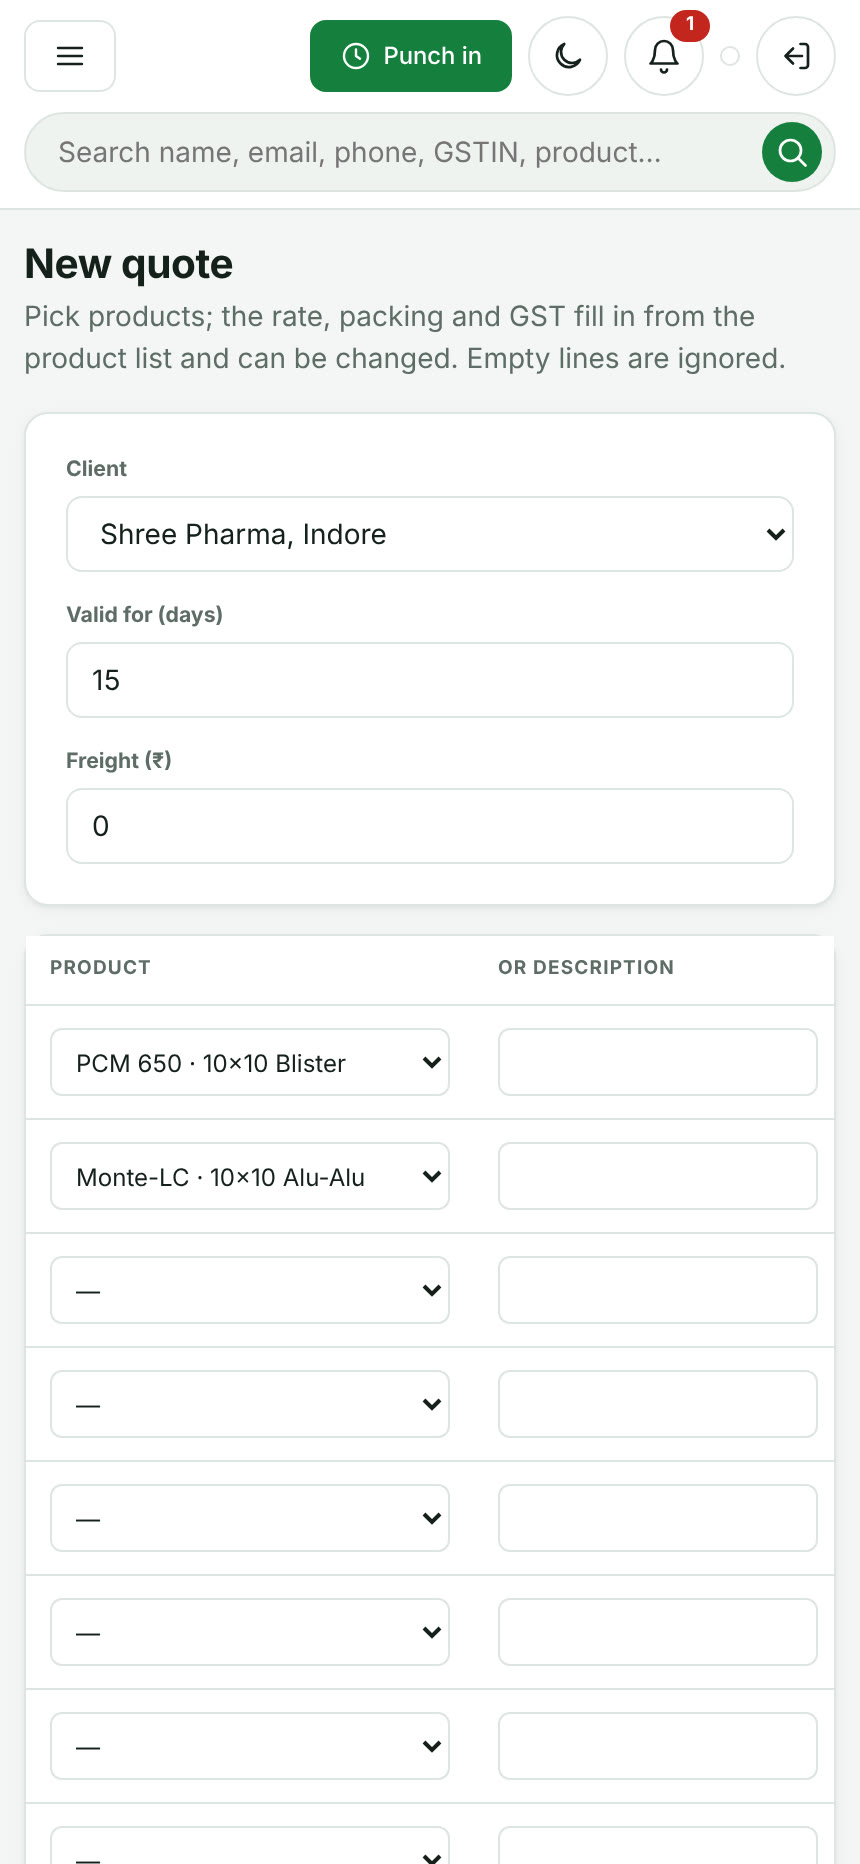 Punch in
1
Search name, email, phone, GSTIN, product...
New quote
Pick products; the rate, packing and GST fill in from the
product list and can be changed. Empty lines are ignored.
Client
Shree Pharma, Indore
Valid for (days)
15
Freight (₹)
0
PRODUCT OR DESCRIPTION
PCM 650 · 10×10 Blister
Monte-LC · 10×10 Alu-Alu
—
—
—
—
—
—